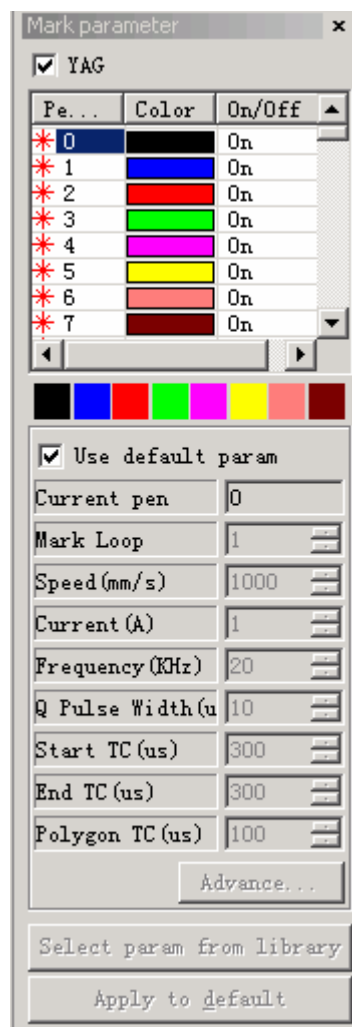 Mark parameter
YAG
Pe... Color On/Off
0 On
1 On
2 On
3 On
4 On
5 On
6 On
7 On
Use default param
Current pen 0
Mark Loop 1
Speed(mm/s) 1000
Current(A) 1
Frequency(KHz) 20
Q Pulse Width(u 10
Start TC(us) 300
End TC(us) 300
Polygon TC(us) 100
Advance...
Select param from library
Apply to default